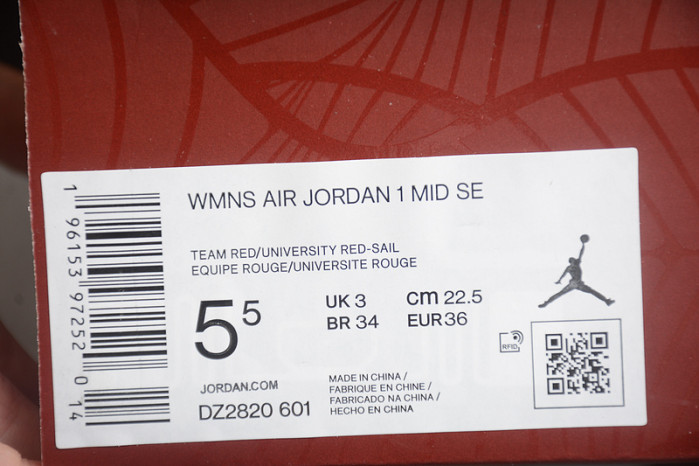 WMNS AIR JORDAN 1 MID SE
TEAM RED/UNIVERSITY RED-SAIL
EQUIPE ROUGE/UNIVERSITE ROUGE
5 5
UK 3
BR 34
cm 22.5
EUR 36
RFID
JORDAN.COM
DZ2820 601
MADE IN CHINA /
FABRIQUE EN CHINE /
FABRICADO NA CHINA /
HECHO EN CHINA
1 96153 97252 0 14